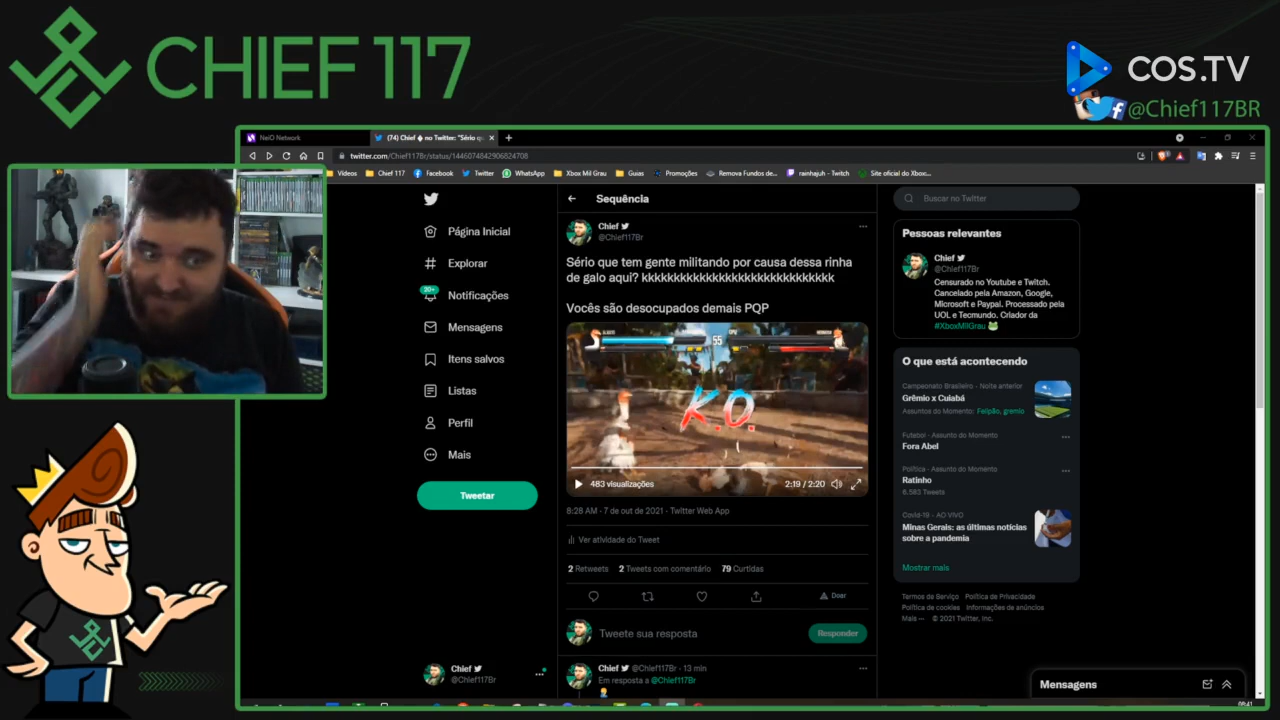 CHIEF 117
COS.TV
@Chief117BR
NeiO Network
(74) Chief no Twitter: "Sério q
twitter.com/Chief117Br/status/1446074842906824708
Videos
Chief 117
Facebook
Twitter
WhatsApp
Xbox Mil Grau
Guias
Promoções
Remova Fundos de...
rainhajuh - Twitch
Site oficial do Xbox...
Página Inicial
Explorar
20+
Notificações
Mensagens
Itens salvos
Listas
Perfil
Mais
Tweetar
Chief
@Chief117Br
Sequência
Chief
@Chief117Br
Sério que tem gente militando por causa dessa rinha
de galo aqui? kkkkkkkkkkkkkkkkkkkkkkkkkkkkk
Vocês são desocupados demais PQP
55
K.O.
483 visualizações
2:19 / 2:20
8:28 AM · 7 de out de 2021 · Twitter Web App
Ver atividade do Tweet
2 Retweets 2 Tweets com comentário 79 Curtidas
Doar
Tweete sua resposta
Responder
Chief @Chief117Br · 13 min
Em resposta a @Chief117Br
Buscar no Twitter
Pessoas relevantes
Chief
@Chief117Br
Censurado no Youtube e Twitch.
Cancelado pela Amazon, Google,
Microsoft e Paypal. Processado pela
UOL e Tecmundo. Criador da
#XboxMilGrau
O que está acontecendo
Campeonato Brasileiro · Noite anterior
Grêmio x Cuiabá
Assuntos do Momento: Felipão, gremio
Futebol · Assunto do Momento
Fora Abel
Política · Assunto do Momento
Ratinho
6.583 Tweets
Covid-19 · AO VIVO
Minas Gerais: as últimas notícias
sobre a pandemia
Mostrar mais
Termos de Serviço Política de Privacidade
Política de cookies Informações de anúncios
Mais ··· © 2021 Twitter, Inc.
Mensagens
08:41